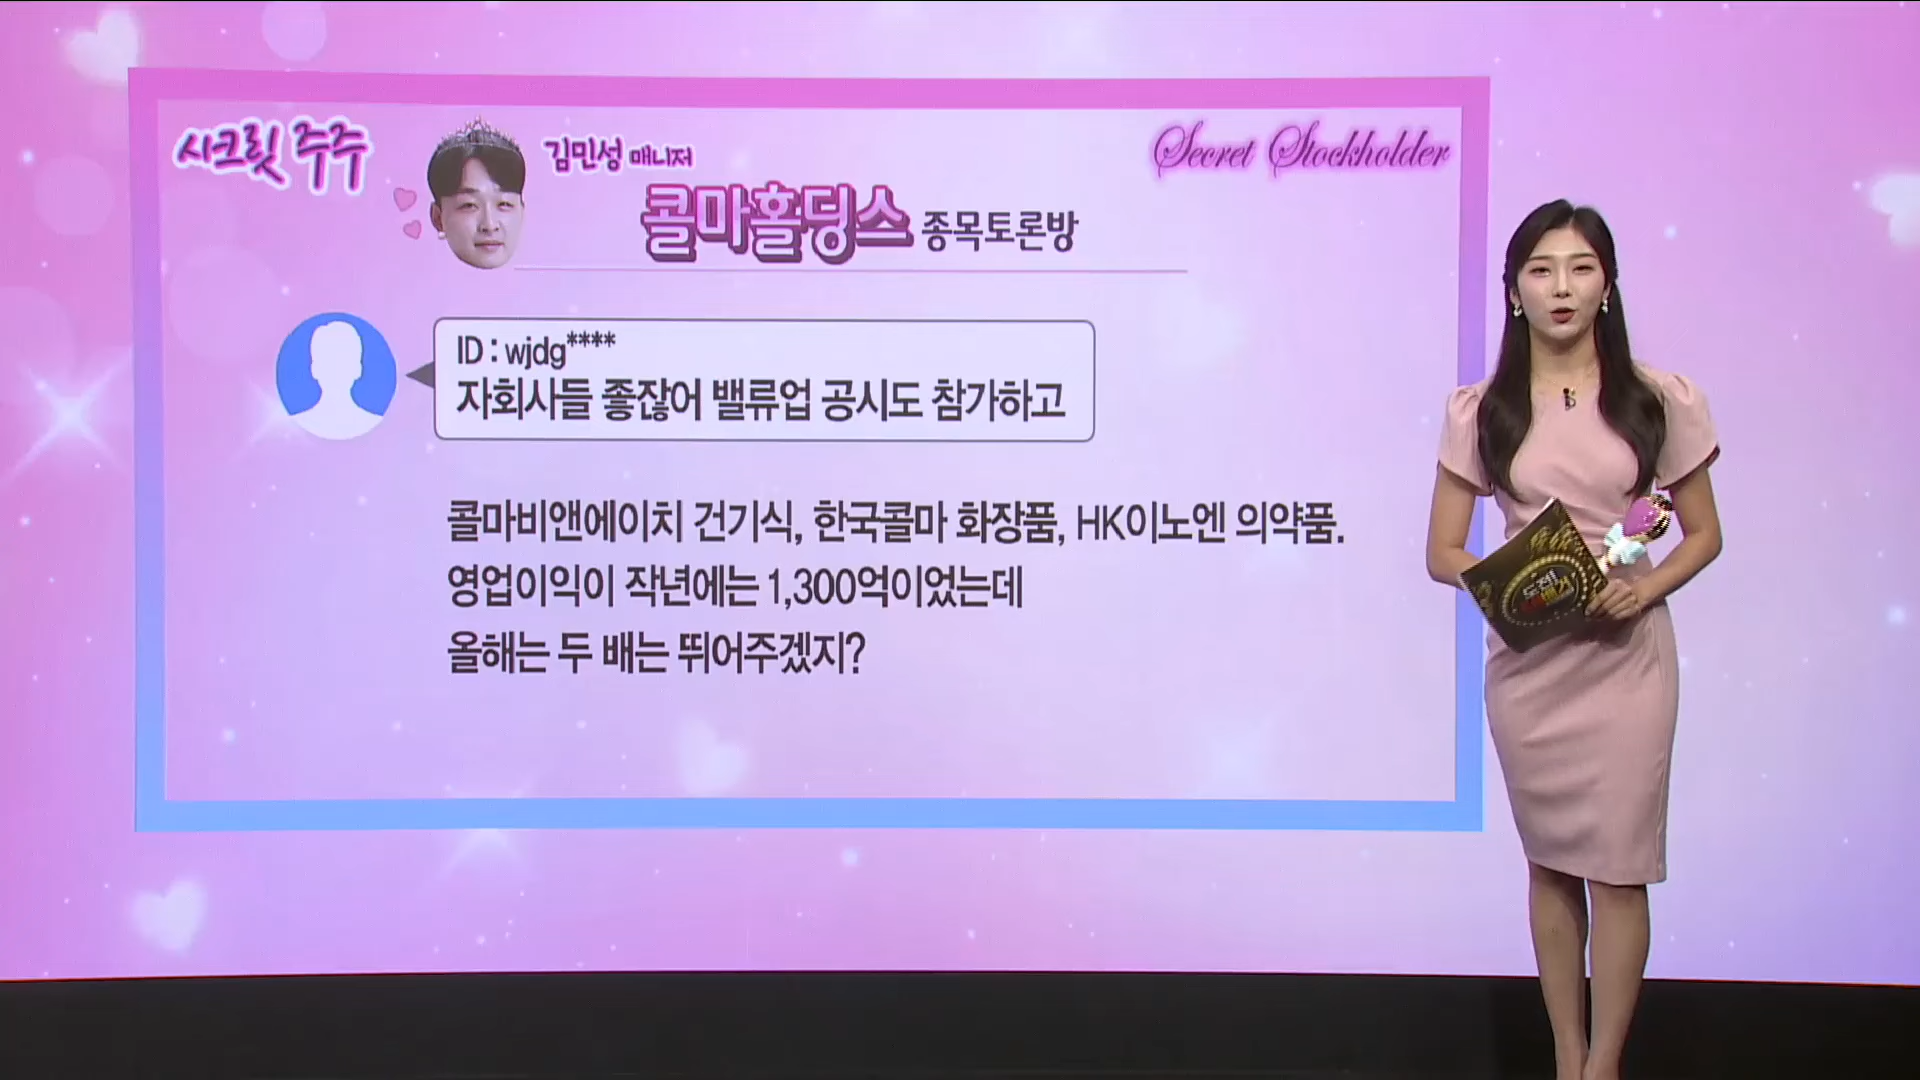 시크릿 주주
김민성 매니저
Secret Stockholder
콜마홀딩스 종목토론방
ID : wjdg****
자회사들 좋잖어 밸류업 공시도 참가하고
콜마비앤에이치 건기식, 한국콜마 화장품, HK이노엔 의약품.
영업이익이 작년에는 1,300억이었는데
올해는 두 배는 뛰어주겠지?